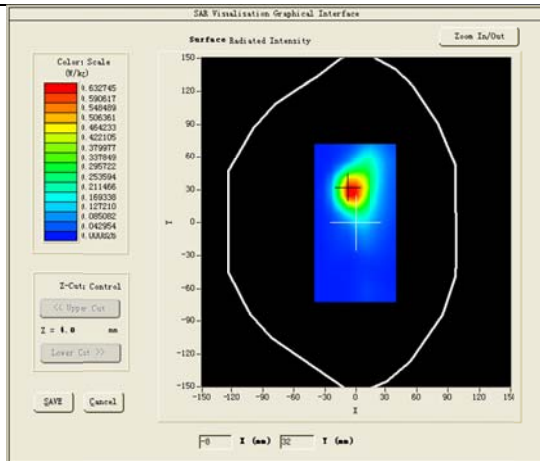 SAR Visualisation Graphical Interface
Surface Radiated Intensity
Zoom In/Out
Color: Scale
(W/kg)
0.632745
0.590617
0.548489
0.506361
0.464233
0.422105
0.379977
0.337849
0.295722
0.253594
0.211466
0.169338
0.127210
0.085082
0.042954
0.000826
Z-Cut: Control
<< Upper Cut
Z = 4.0 mm
Lower Cut >>
SAVE
Cancel
150
120
90
60
30
0
-30
-60
-90
-120
-150
Y
-150
-120
-90
-60
-30
0
30
60
90
120
150
X
-8 X (mm) 32 Y (mm)